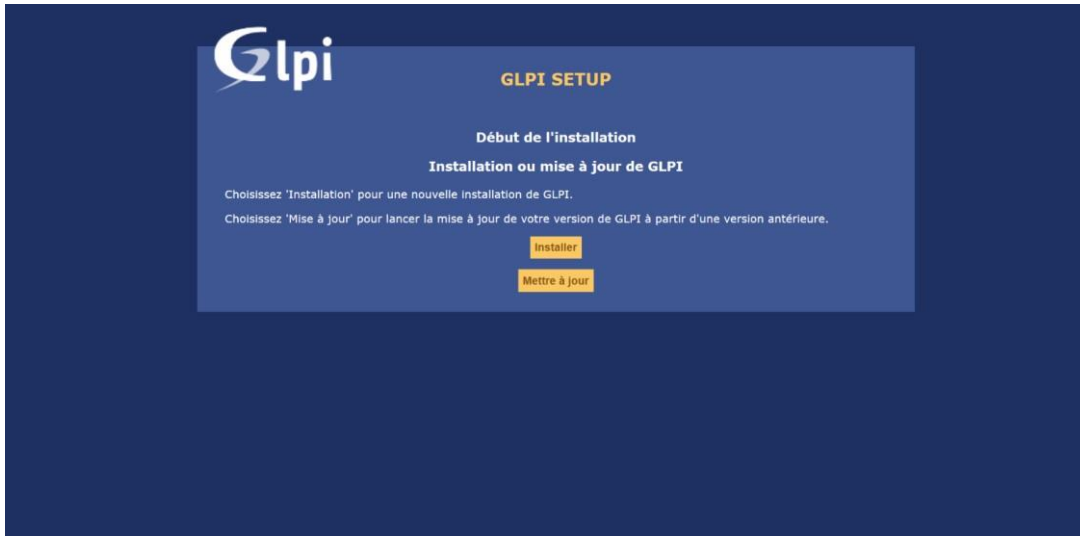 Glpi
GLPI SETUP
Début de l'installation
Installation ou mise à jour de GLPI
Choisissez 'Installation' pour une nouvelle installation de GLPI.
Choisissez 'Mise à jour' pour lancer la mise à jour de votre version de GLPI à partir d'une version antérieure.
Installer
Mettre à jour